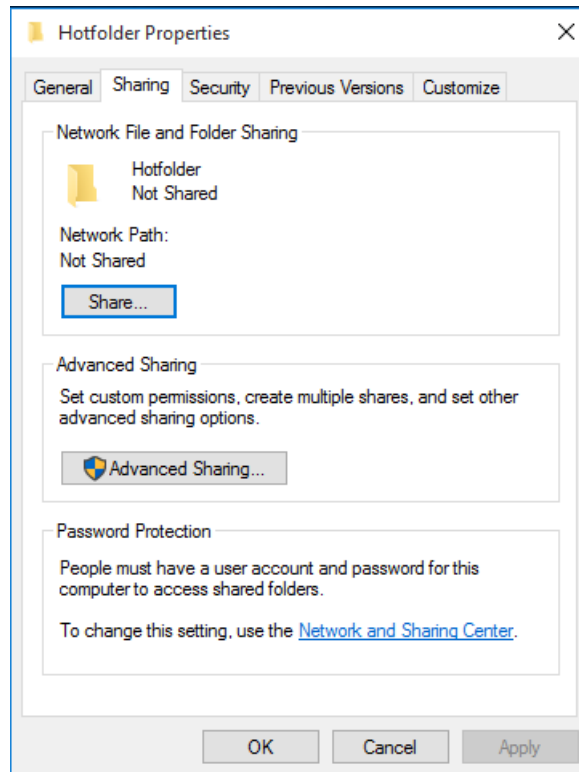 Hotfolder Properties
General Sharing Security Previous Versions Customize
Network File and Folder Sharing
Hotfolder
Not Shared
Network Path:
Not Shared
Share...
Advanced Sharing
Set custom permissions, create multiple shares, and set other
advanced sharing options.
Advanced Sharing...
Password Protection
People must have a user account and password for this
computer to access shared folders.
To change this setting, use the Network and Sharing Center.
OK Cancel Apply